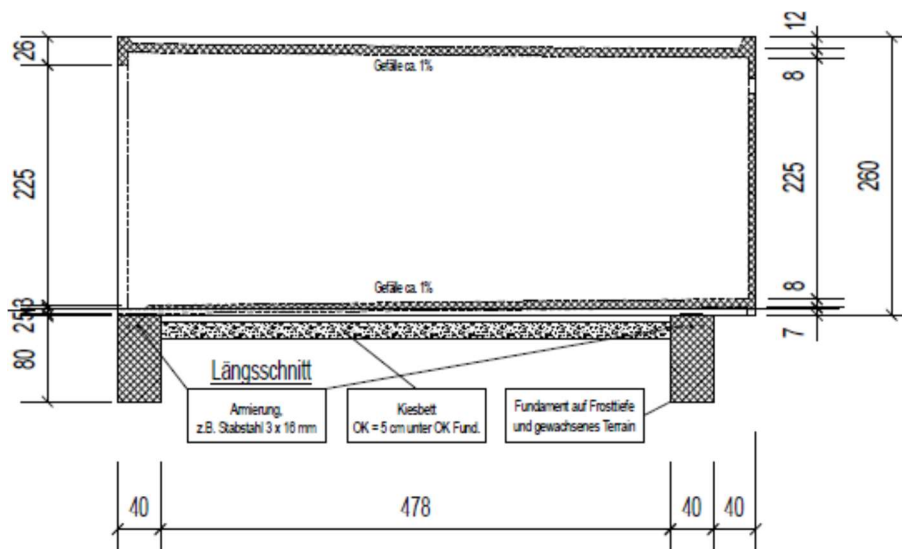 12
26
8
Gefälle ca. 1%
225
225
260
Gefälle ca. 1%
8
7
80
Längsschnitt
Armierung,
z.B. Stabstahl 3 x 16 mm
Kiesbett
OK = 5 cm unter OK Fund.
Fundament auf Frosttiefe
und gewachsenes Terrain
40
478
40
40